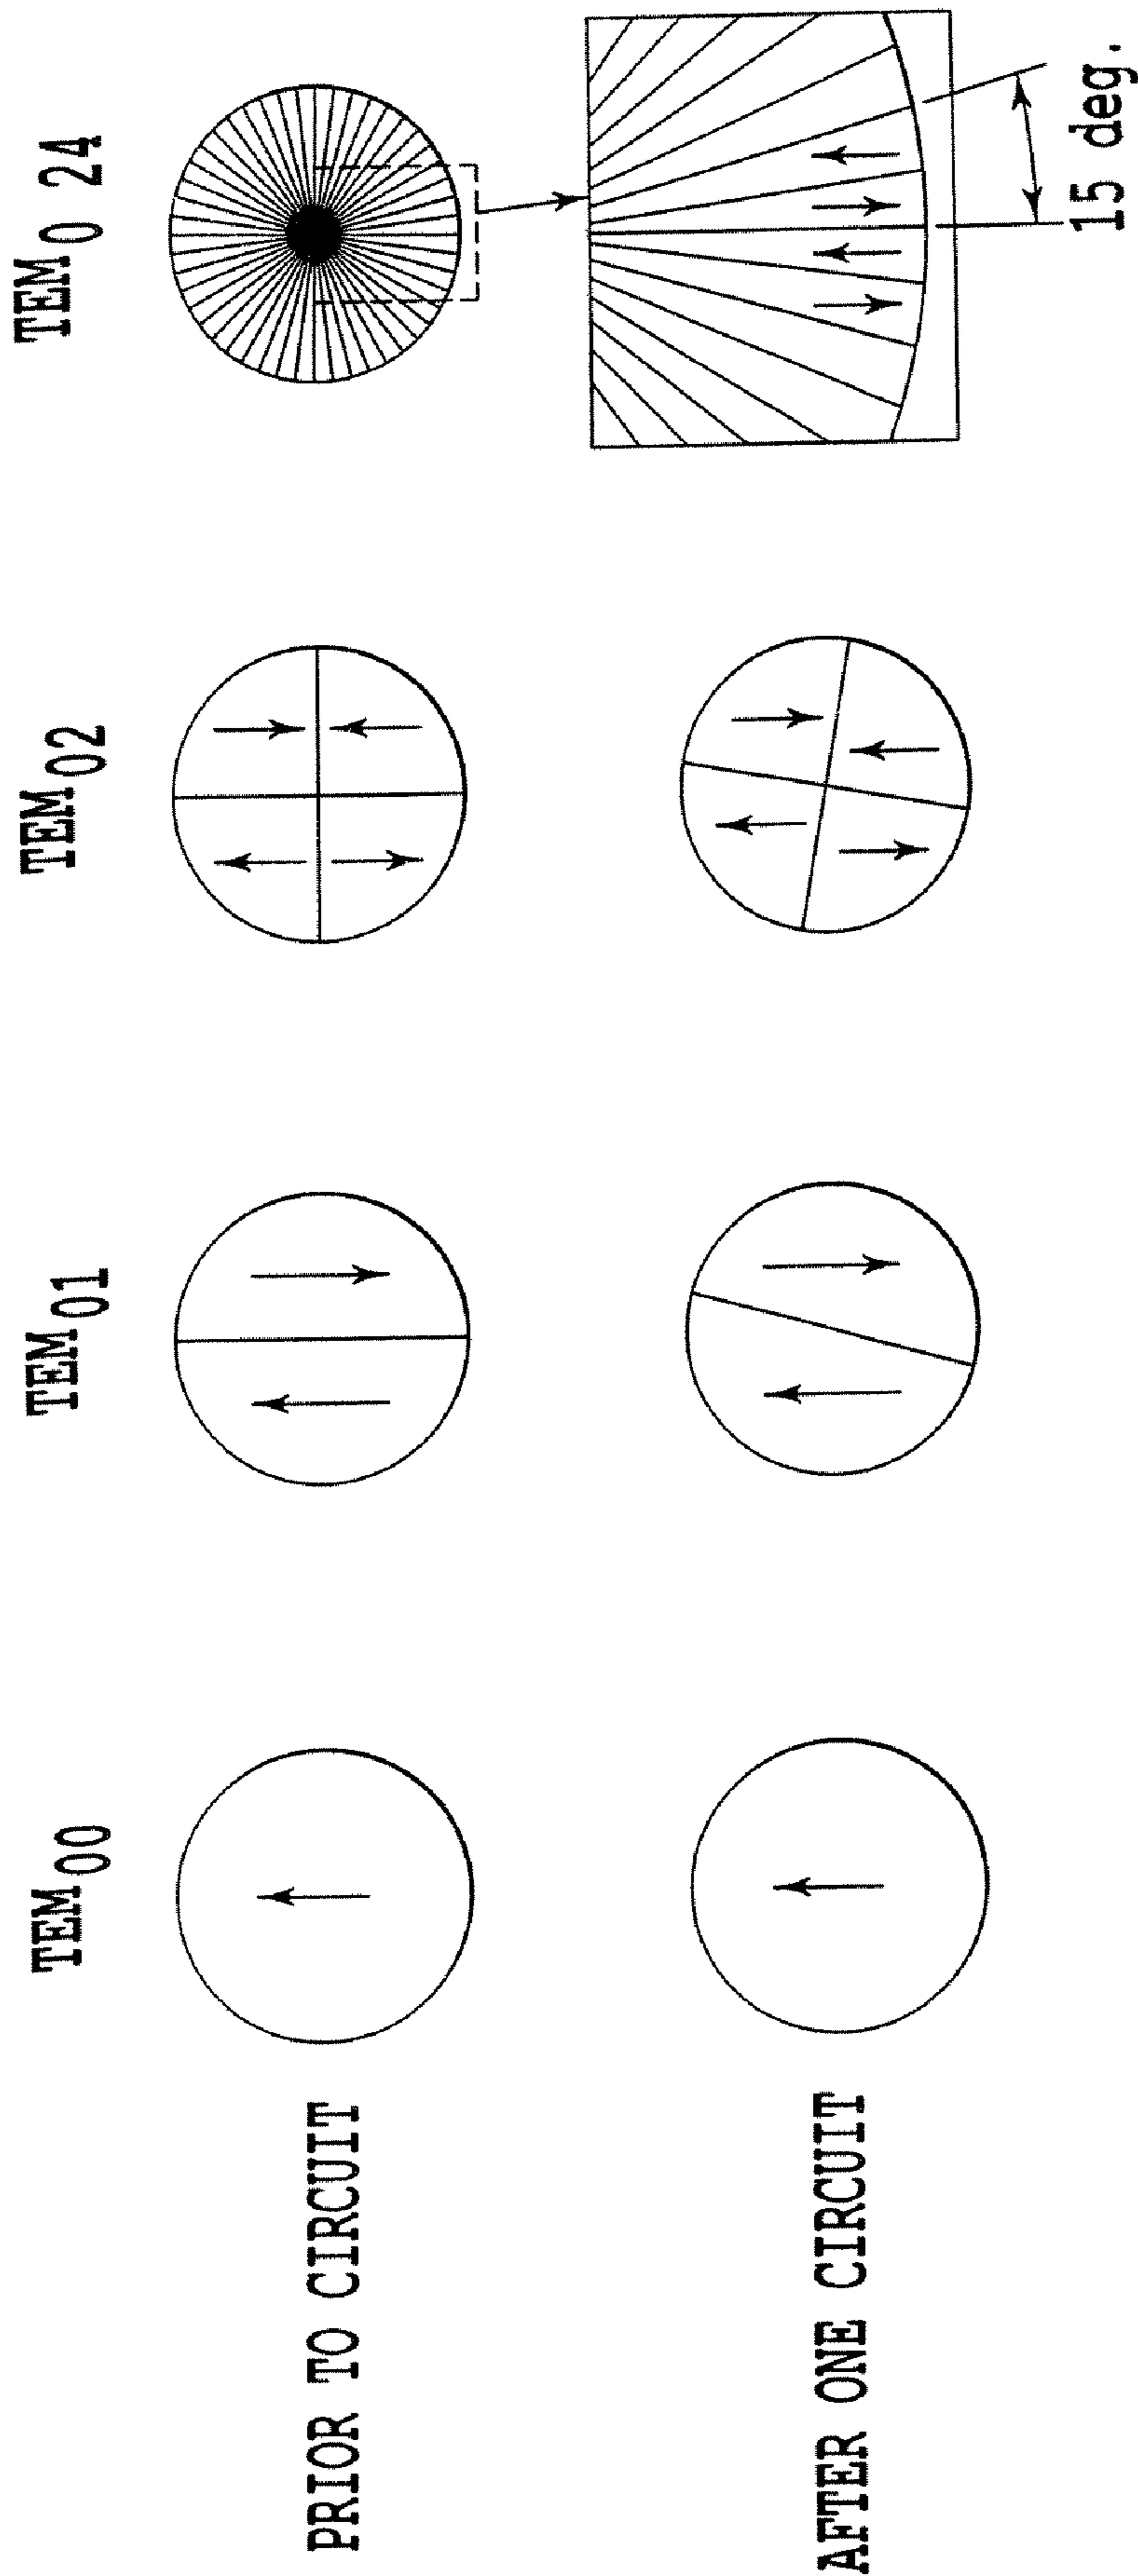 TEM00
TEM01
TEM02
TEM0 24
PRIOR TO CIRCUIT
AFTER ONE CIRCUIT
15 deg.